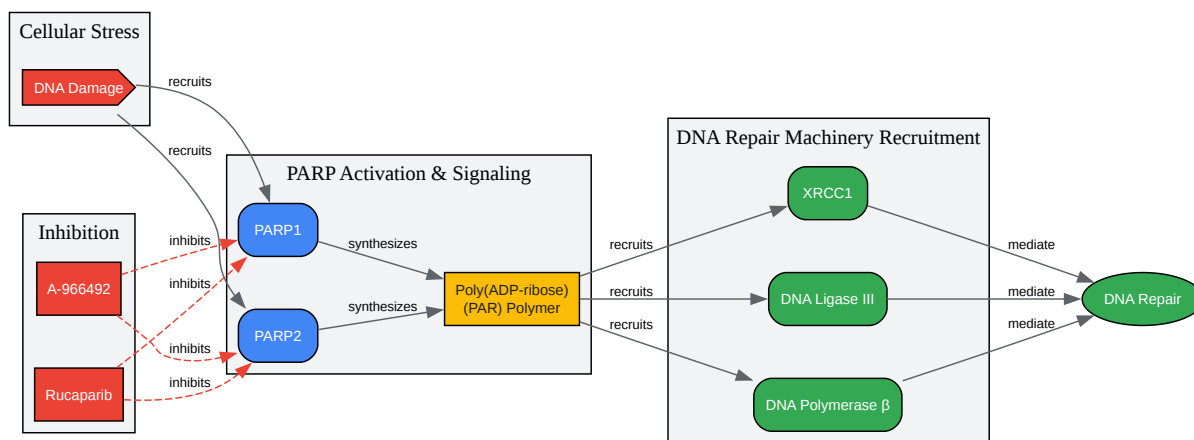 Cellular Stress
DNA Damage
recruits
recruits
Inhibition
A-966492
Rucaparib
inhibits
inhibits
inhibits
inhibits
PARP Activation & Signaling
PARP1
PARP2
synthesizes
synthesizes
Poly(ADP-ribose)
(PAR) Polymer
recruits
recruits
recruits
DNA Repair Machinery Recruitment
XRCC1
DNA Ligase III
DNA Polymerase β
mediate
mediate
mediate
DNA Repair